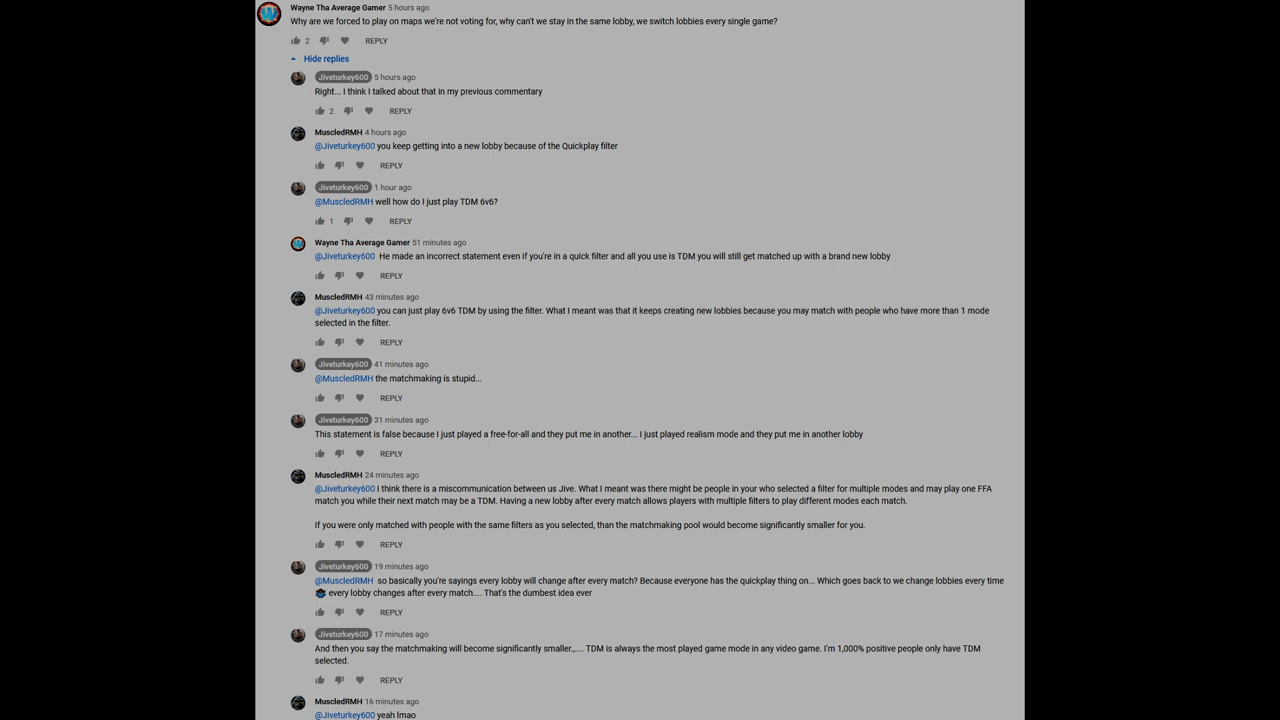 Wayne Tha Average Gamer 5 hours ago
Why are we forced to play on maps we're not voting for, why can't we stay in the same lobby, we switch lobbies every single game?
2 REPLY
Hide replies
Jiveturkey600 5 hours ago
Right... I think I talked about that in my previous commentary
2 REPLY
MuscledRMH 4 hours ago
@Jiveturkey600 you keep getting into a new lobby because of the Quickplay filter
REPLY
Jiveturkey600 1 hour ago
@MuscledRMH well how do I just play TDM 6v6?
1 REPLY
Wayne Tha Average Gamer 51 minutes ago
@Jiveturkey600 He made an incorrect statement even if you're in a quick filter and all you use is TDM you will still get matched up with a brand new lobby
REPLY
MuscledRMH 43 minutes ago
@Jiveturkey600 you can just play 6v6 TDM by using the filter. What I meant was that it keeps creating new lobbies because you may match with people who have more than 1 mode
selected in the filter.
REPLY
Jiveturkey600 41 minutes ago
@MuscledRMH the matchmaking is stupid...
REPLY
Jiveturkey600 31 minutes ago
This statement is false because I just played a free-for-all and they put me in another... I just played realism mode and they put me in another lobby
REPLY
MuscledRMH 24 minutes ago
@Jiveturkey600 I think there is a miscommunication between us Jive. What I meant was there might be people in your who selected a filter for multiple modes and may play one FFA
match you while their next match may be a TDM. Having a new lobby after every match allows players with multiple filters to play different modes each match.
If you were only matched with people with the same filters as you selected, than the matchmaking pool would become significantly smaller for you.
REPLY
Jiveturkey600 19 minutes ago
@MuscledRMH so basically you're sayings every lobby will change after every match? Because everyone has the quickplay thing on... Which goes back to we change lobbies every time
every lobby changes after every match.... That's the dumbest idea ever
REPLY
Jiveturkey600 17 minutes ago
And then you say the matchmaking will become significantly smaller.,.... TDM is always the most played game mode in any video game. I'm 1,000% positive people only have TDM
selected.
REPLY
MuscledRMH 16 minutes ago
@Jiveturkey600 yeah lmao